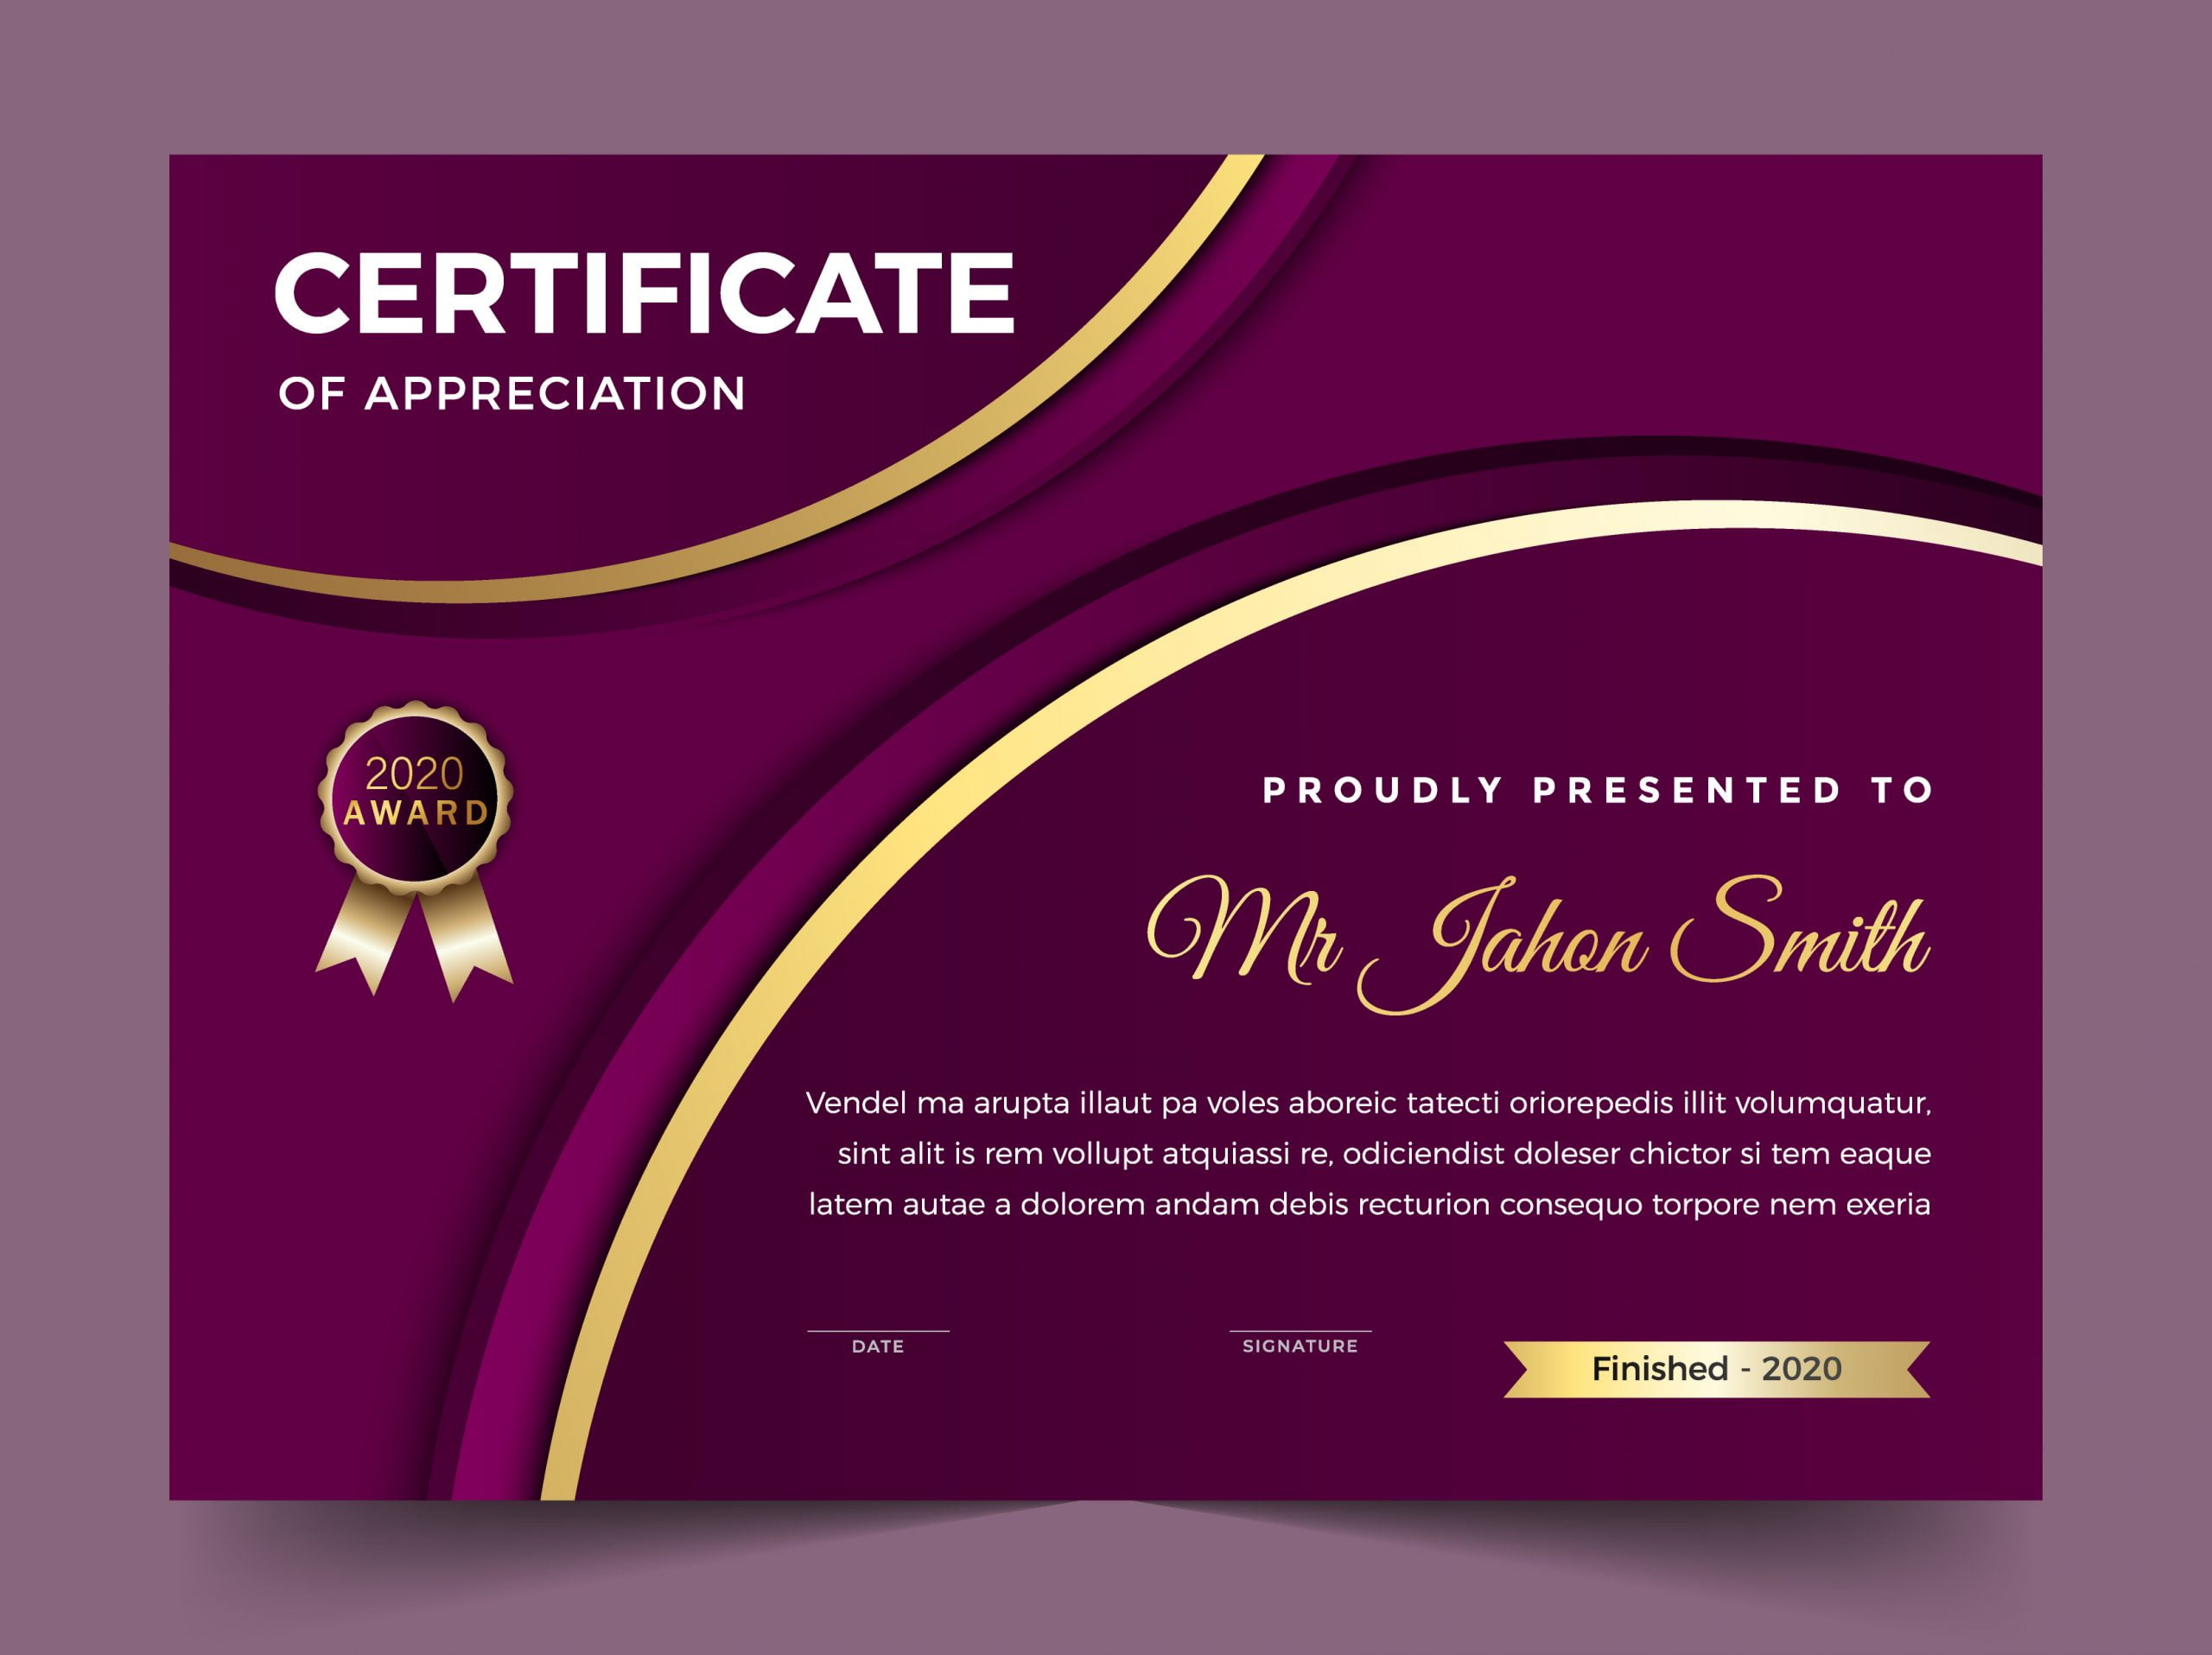 CERTIFICATE
OF APPRECIATION
2020
AWARD
PROUDLY PRESENTED TO
Mr Jahon Smith
Vendel ma arupta illaut pa voles aboreic tatecti oriorepedis illit volumquatur,
sint alit is rem vollupt atquiassi re, odiciendist doleser chictor si tem eaque
latem autae a dolorem andam debis recturion consequo torpore nem exeria
DATE
SIGNATURE
Finished - 2020